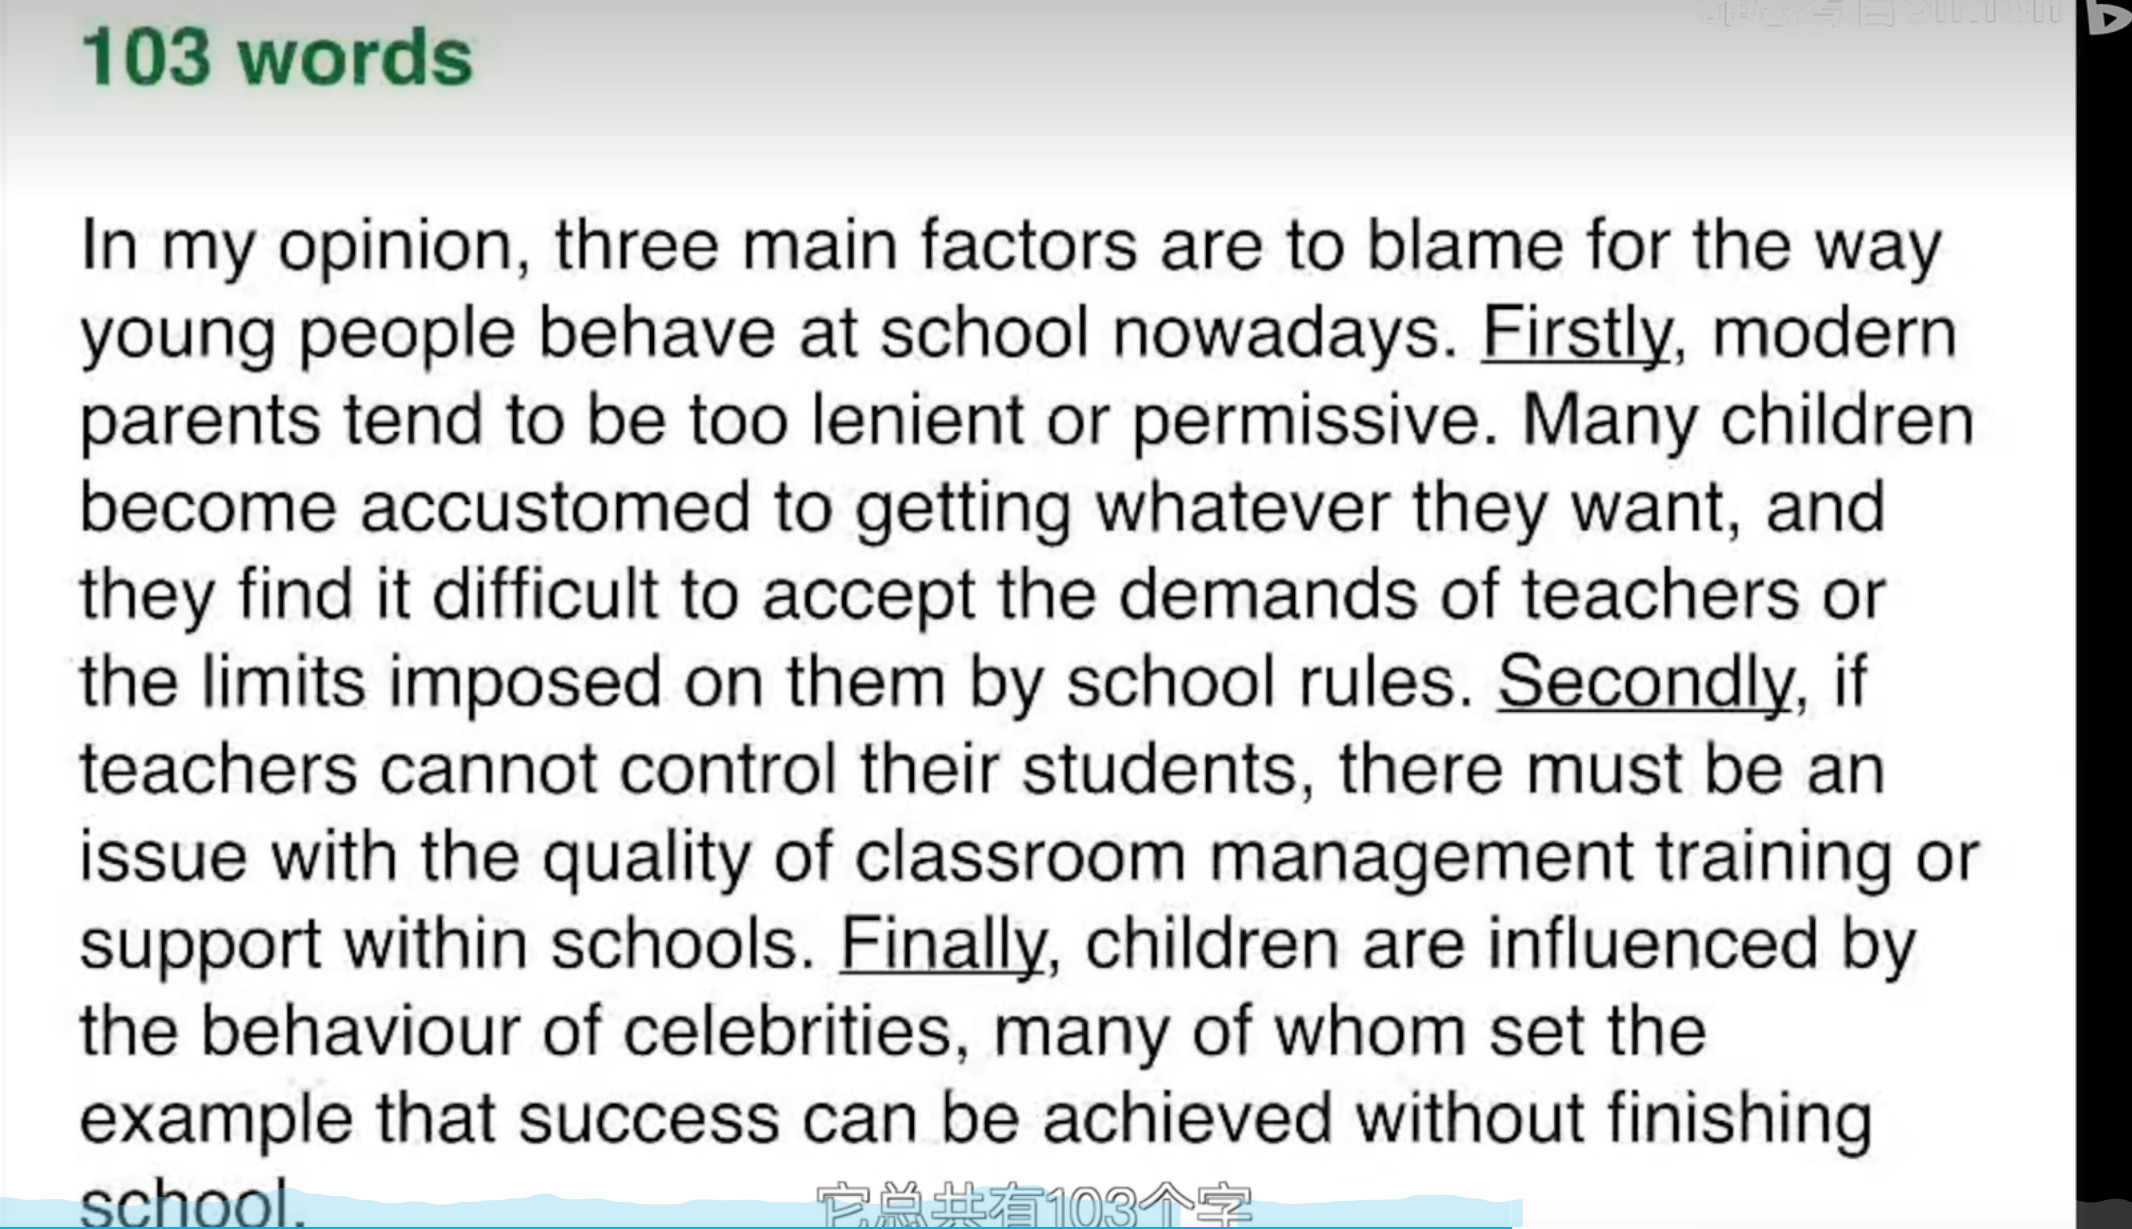 103 words
In my opinion, three main factors are to blame for the way
young people behave at school nowadays. Firstly, modern
parents tend to be too lenient or permissive. Many children
become accustomed to getting whatever they want, and
they find it difficult to accept the demands of teachers or
the limits imposed on them by school rules. Secondly, if
teachers cannot control their students, there must be an
issue with the quality of classroom management training or
support within schools. Finally, children are influenced by
the behaviour of celebrities, many of whom set the
example that success can be achieved without finishing
school.
它总共有103个字